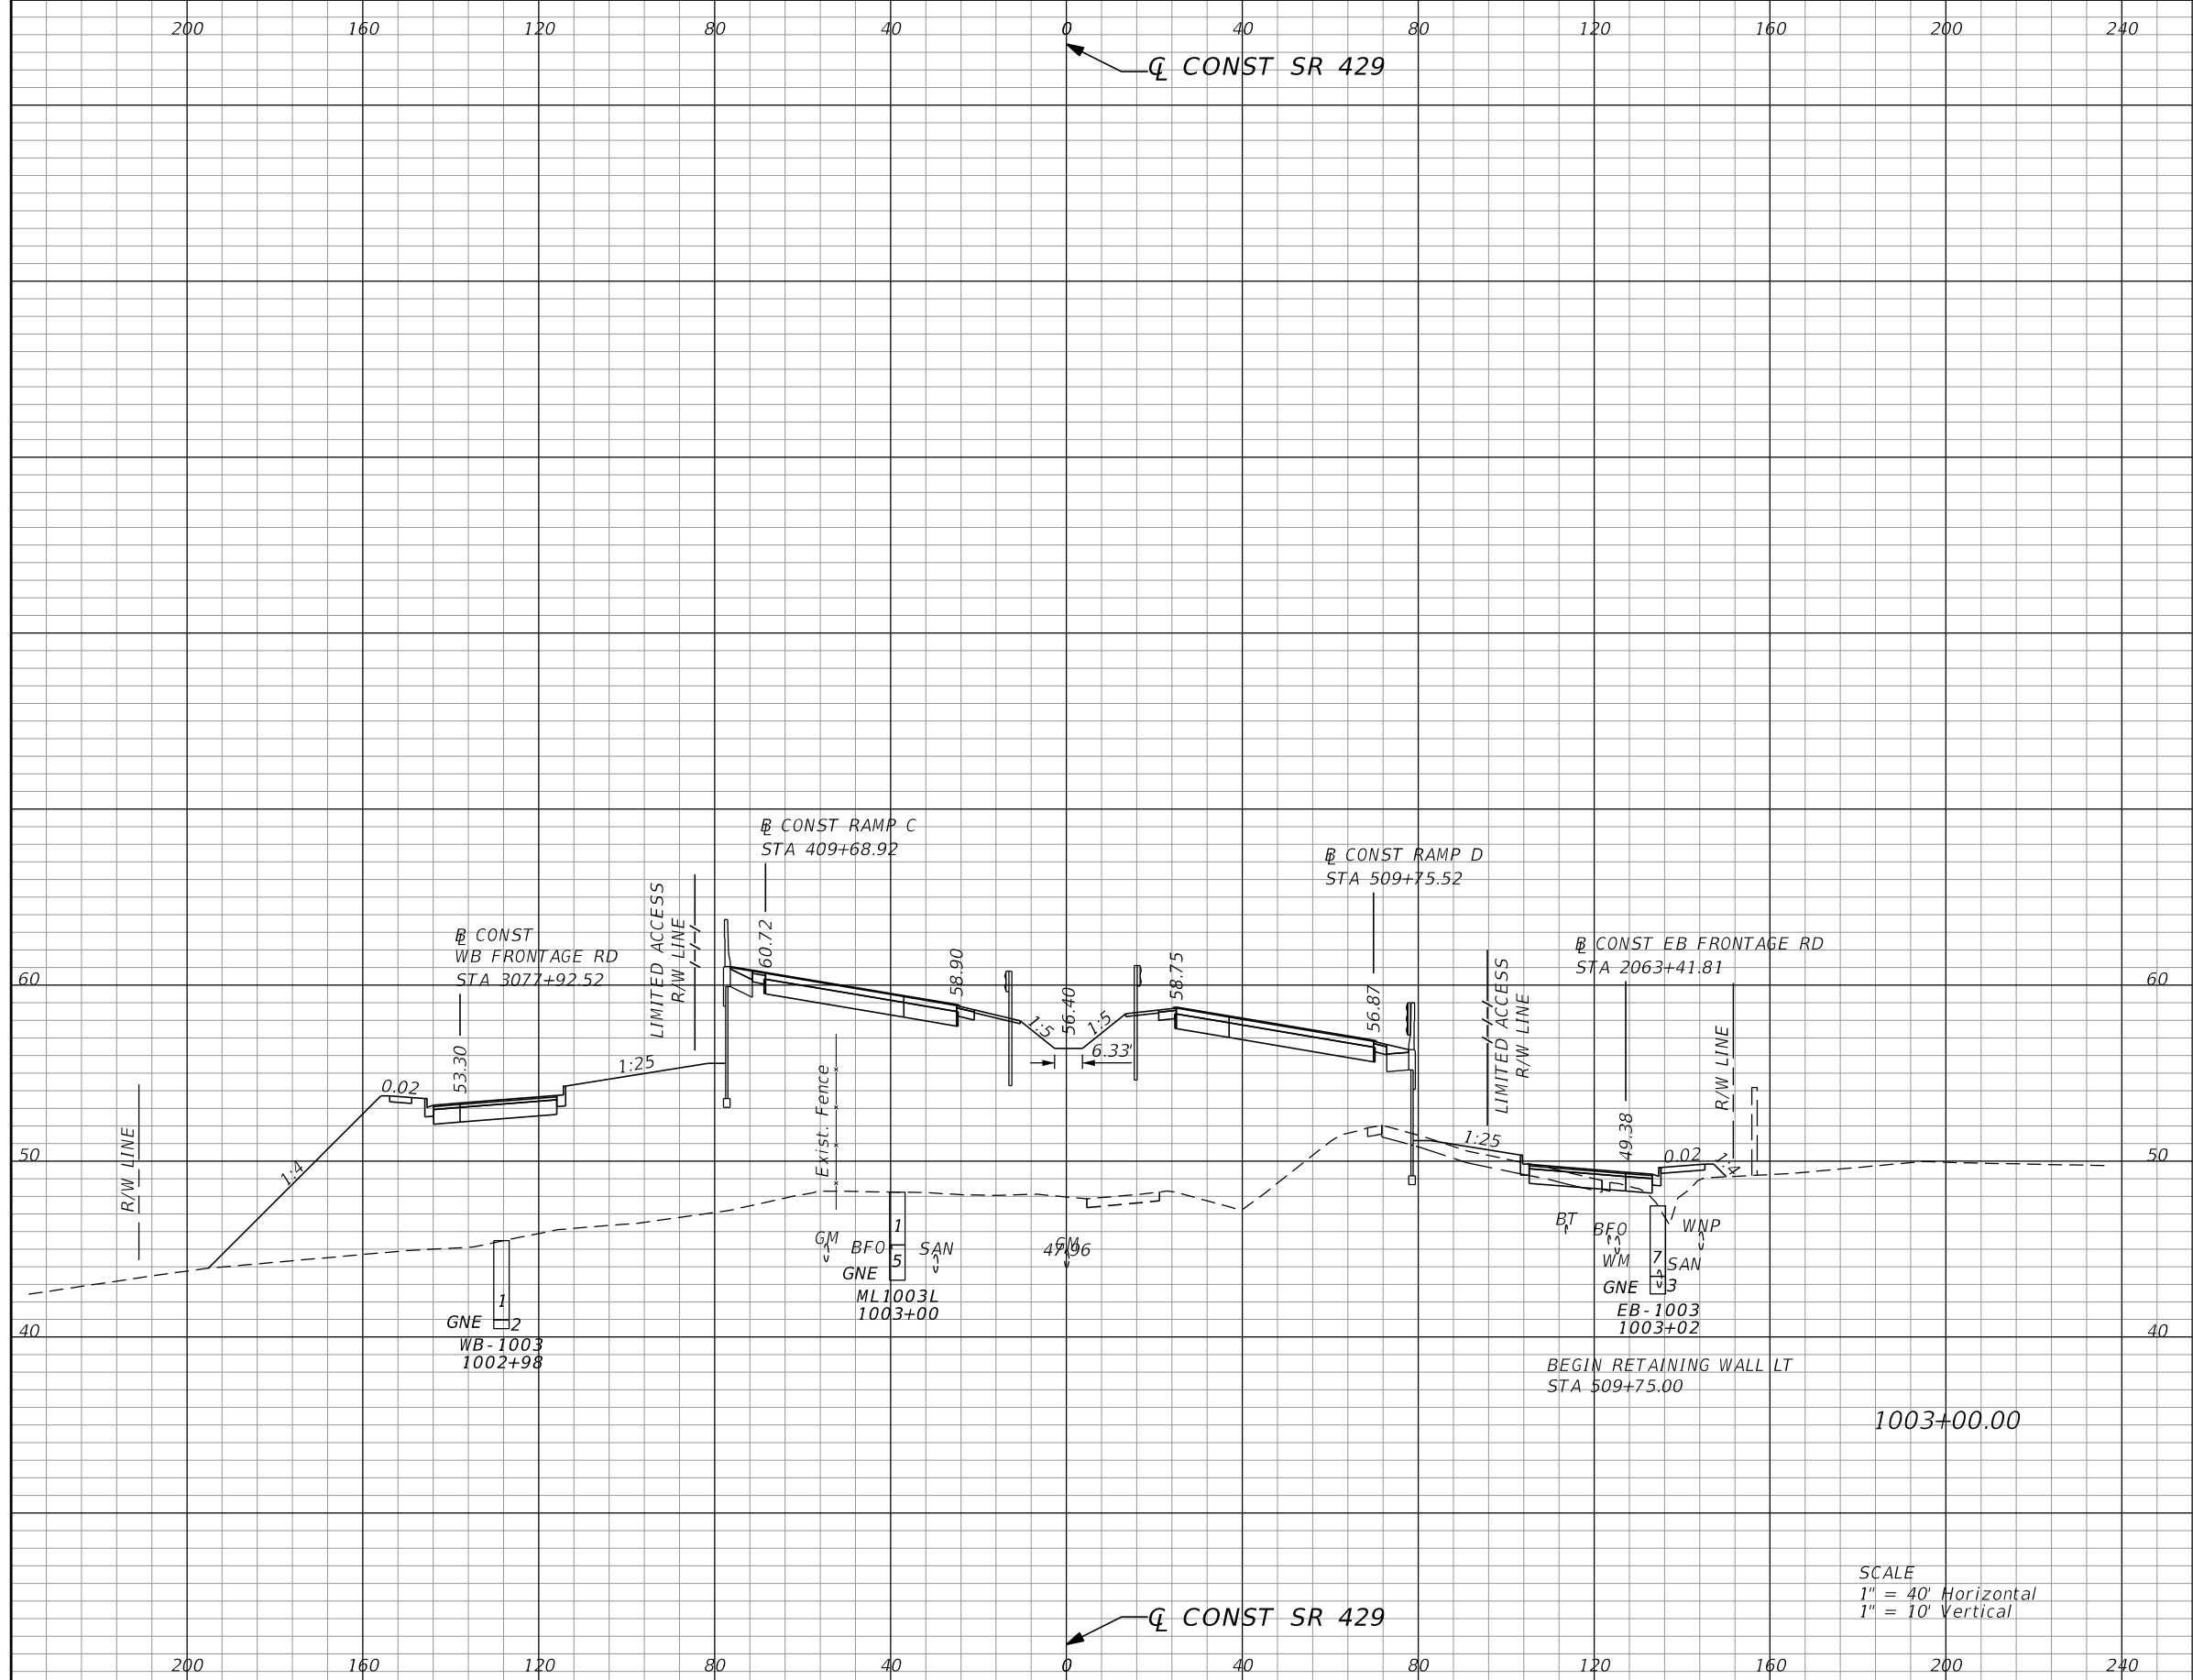 200 160 120 80 40 0 40 80 120 160 200 240
℄ CONST SR 429
B̲L CONST RAMP C
STA 409+68.92
B̲L CONST RAMP D
STA 509+75.52
B̲L CONST
WB FRONTAGE RD
STA 3077+92.52
B̲L CONST EB FRONTAGE RD
STA 2063+41.81
LIMITED ACCESS
R/W LINE
60.72
58.90
56.40
58.75
56.87
LIMITED ACCESS
R/W LINE
60
60
1:5
1:5
6.33'
1:25
0.02
53.30
R/W LINE
1:4
Exist. Fence
49.38
R/W LINE
50
50
1:25
0.02
1:4
GM
BFO
1
5
SAN
GNE
ML1003L
1003+00
GM
47.96
BT
BFO
WNP
WM
7
SAN
GNE
3
EB-1003
1003+02
1
GNE
2
WB-1003
1002+98
40
40
BEGIN RETAINING WALL LT
STA 509+75.00
1003+00.00
SCALE
1" = 40' Horizontal
1" = 10' Vertical
℄ CONST SR 429
200 160 120 80 40 0 40 80 120 160 200 240